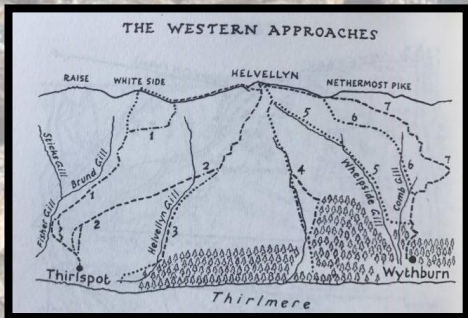 THE WESTERN APPROACHES
HELVELLYN
RAISE WHITE SIDE NETHERMOST PIKE
7
5
6
1
Sticks Gill
Brund Gill
2
7
1
4
5
6
Whelpside Gill
Comb Gill
Fisher Gill
2
Helvellyn Gill
3
Thirlspot
Wythburn
Thirlmere